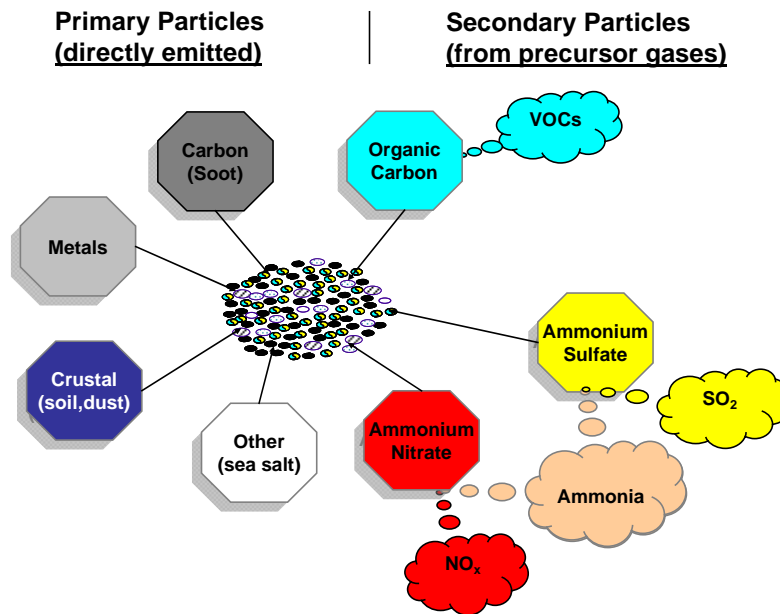 Primary Particles
(directly emitted)
Secondary Particles
(from precursor gases)
VOCs
Carbon
(Soot)
Organic
Carbon
Metals
Ammonium
Sulfate
Crustal
(soil,dust)
SO₂
Other
(sea salt)
Ammonium
Nitrate
Ammonia
NOₓ